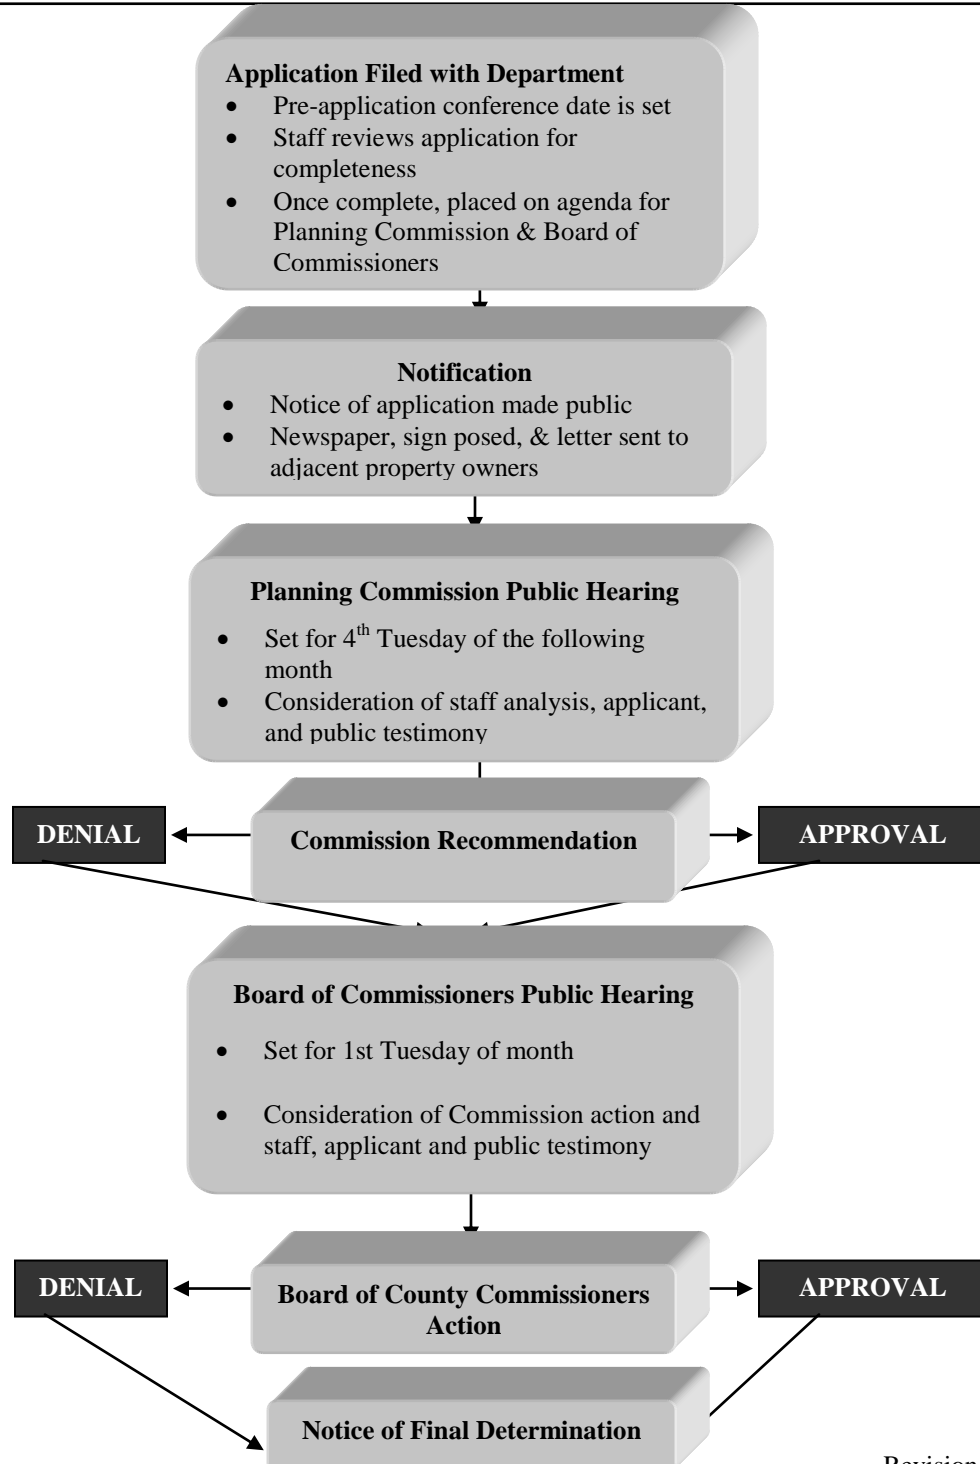 Application Filed with Department
• Pre-application conference date is set
• Staff reviews application for
completeness
• Once complete, placed on agenda for
Planning Commission & Board of
Commissioners
Notification
• Notice of application made public
• Newspaper, sign posed, & letter sent to
adjacent property owners
Planning Commission Public Hearing
• Set for 4th Tuesday of the following
month
• Consideration of staff analysis, applicant,
and public testimony
DENIAL
Commission Recommendation
APPROVAL
Board of Commissioners Public Hearing
• Set for 1st Tuesday of month
• Consideration of Commission action and
staff, applicant and public testimony
DENIAL
Board of County Commissioners
Action
APPROVAL
Notice of Final Determination
Revision